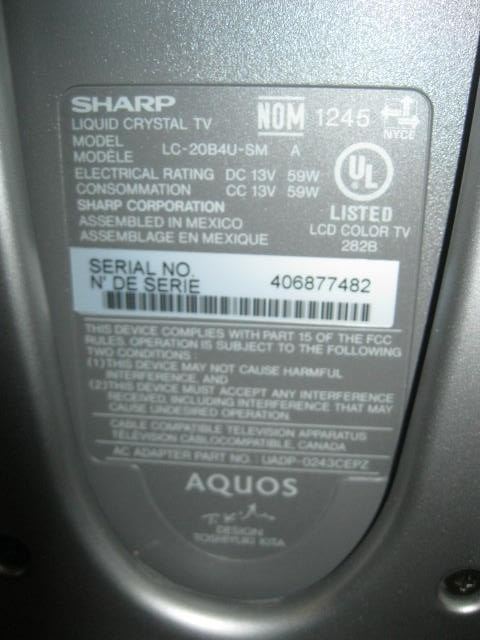 SHARP
LIQUID CRYSTAL TV
NOM 1245 NYCE
MODEL
MODÈLE LC-20B4U-SM A
ELECTRICAL RATING DC 13V 59W
CONSOMMATION CC 13V 59W
SHARP CORPORATION
ASSEMBLED IN MEXICO
ASSEMBLAGE EN MEXIQUE
UL
LISTED
LCD COLOR TV
282B
SERIAL NO.
N° DE SERIE 406877482
THIS DEVICE COMPLIES WITH PART 15 OF THE FCC
RULES. OPERATION IS SUBJECT TO THE FOLLOWING
TWO CONDITIONS :
(1)THIS DEVICE MAY NOT CAUSE HARMFUL
INTERFERENCE, AND
(2)THIS DEVICE MUST ACCEPT ANY INTERFERENCE
RECEIVED, INCLUDING INTERFERENCE THAT MAY
CAUSE UNDESIRED OPERATION.
CABLE COMPATIBLE TELEVISION APPARATUS
TÉLÉVISION CÂBLOCOMPATIBLE, CANADA
AC ADAPTER PART NO. : UADP-0243CEPZ
AQUOS
DESIGN
TOSHIYUKI KITA